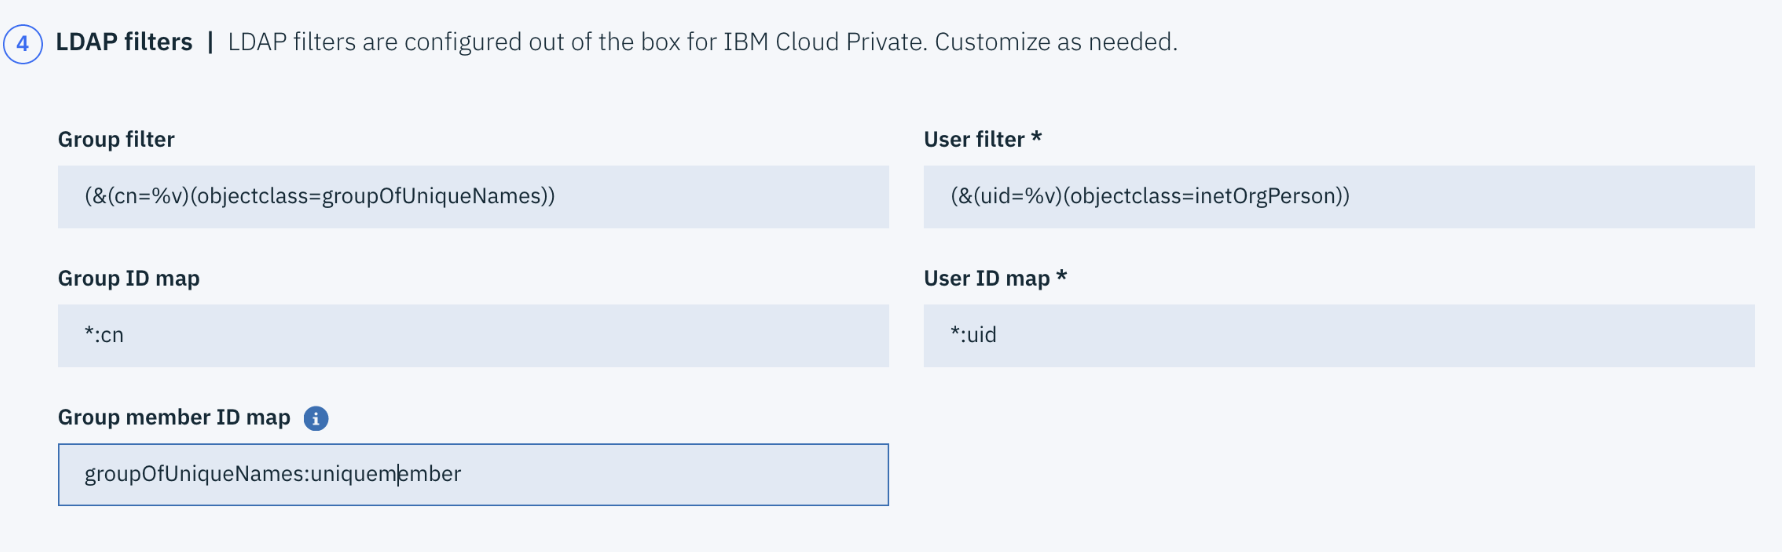 4 LDAP filters | LDAP filters are configured out of the box for IBM Cloud Private. Customize as needed.
Group filter
(&(cn=%v)(objectclass=groupOfUniqueNames))
User filter *
(&(uid=%v)(objectclass=inetOrgPerson))
Group ID map
*:cn
User ID map *
*:uid
Group member ID map i
groupOfUniqueNames:uniquemember